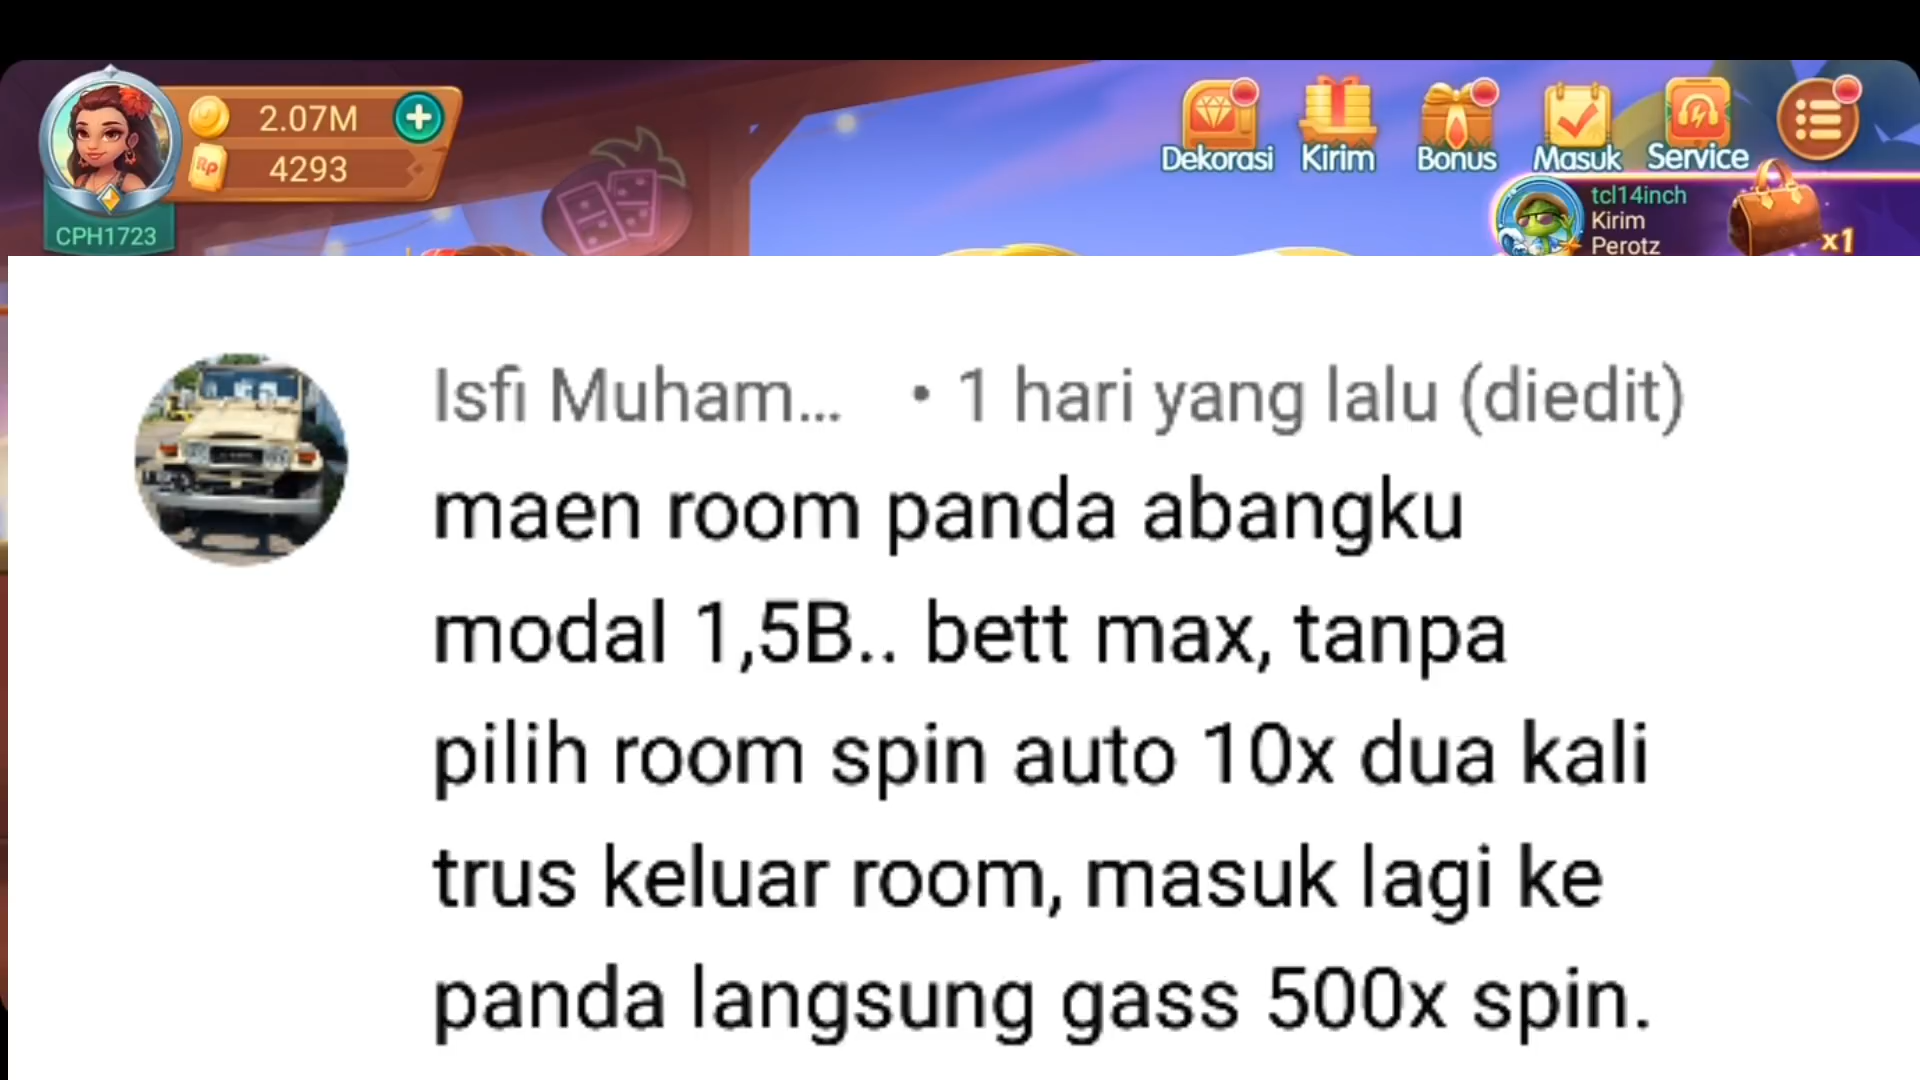 2.07M
Rp 4293
CPH1723
Dekorasi Kirim Bonus Masuk Service
tcl14inch
Kirim
Perotz
x1
Isfi Muham... • 1 hari yang lalu (diedit)
maen room panda abangku
modal 1,5B.. bett max, tanpa
pilih room spin auto 10x dua kali
trus keluar room, masuk lagi ke
panda langsung gass 500x spin.